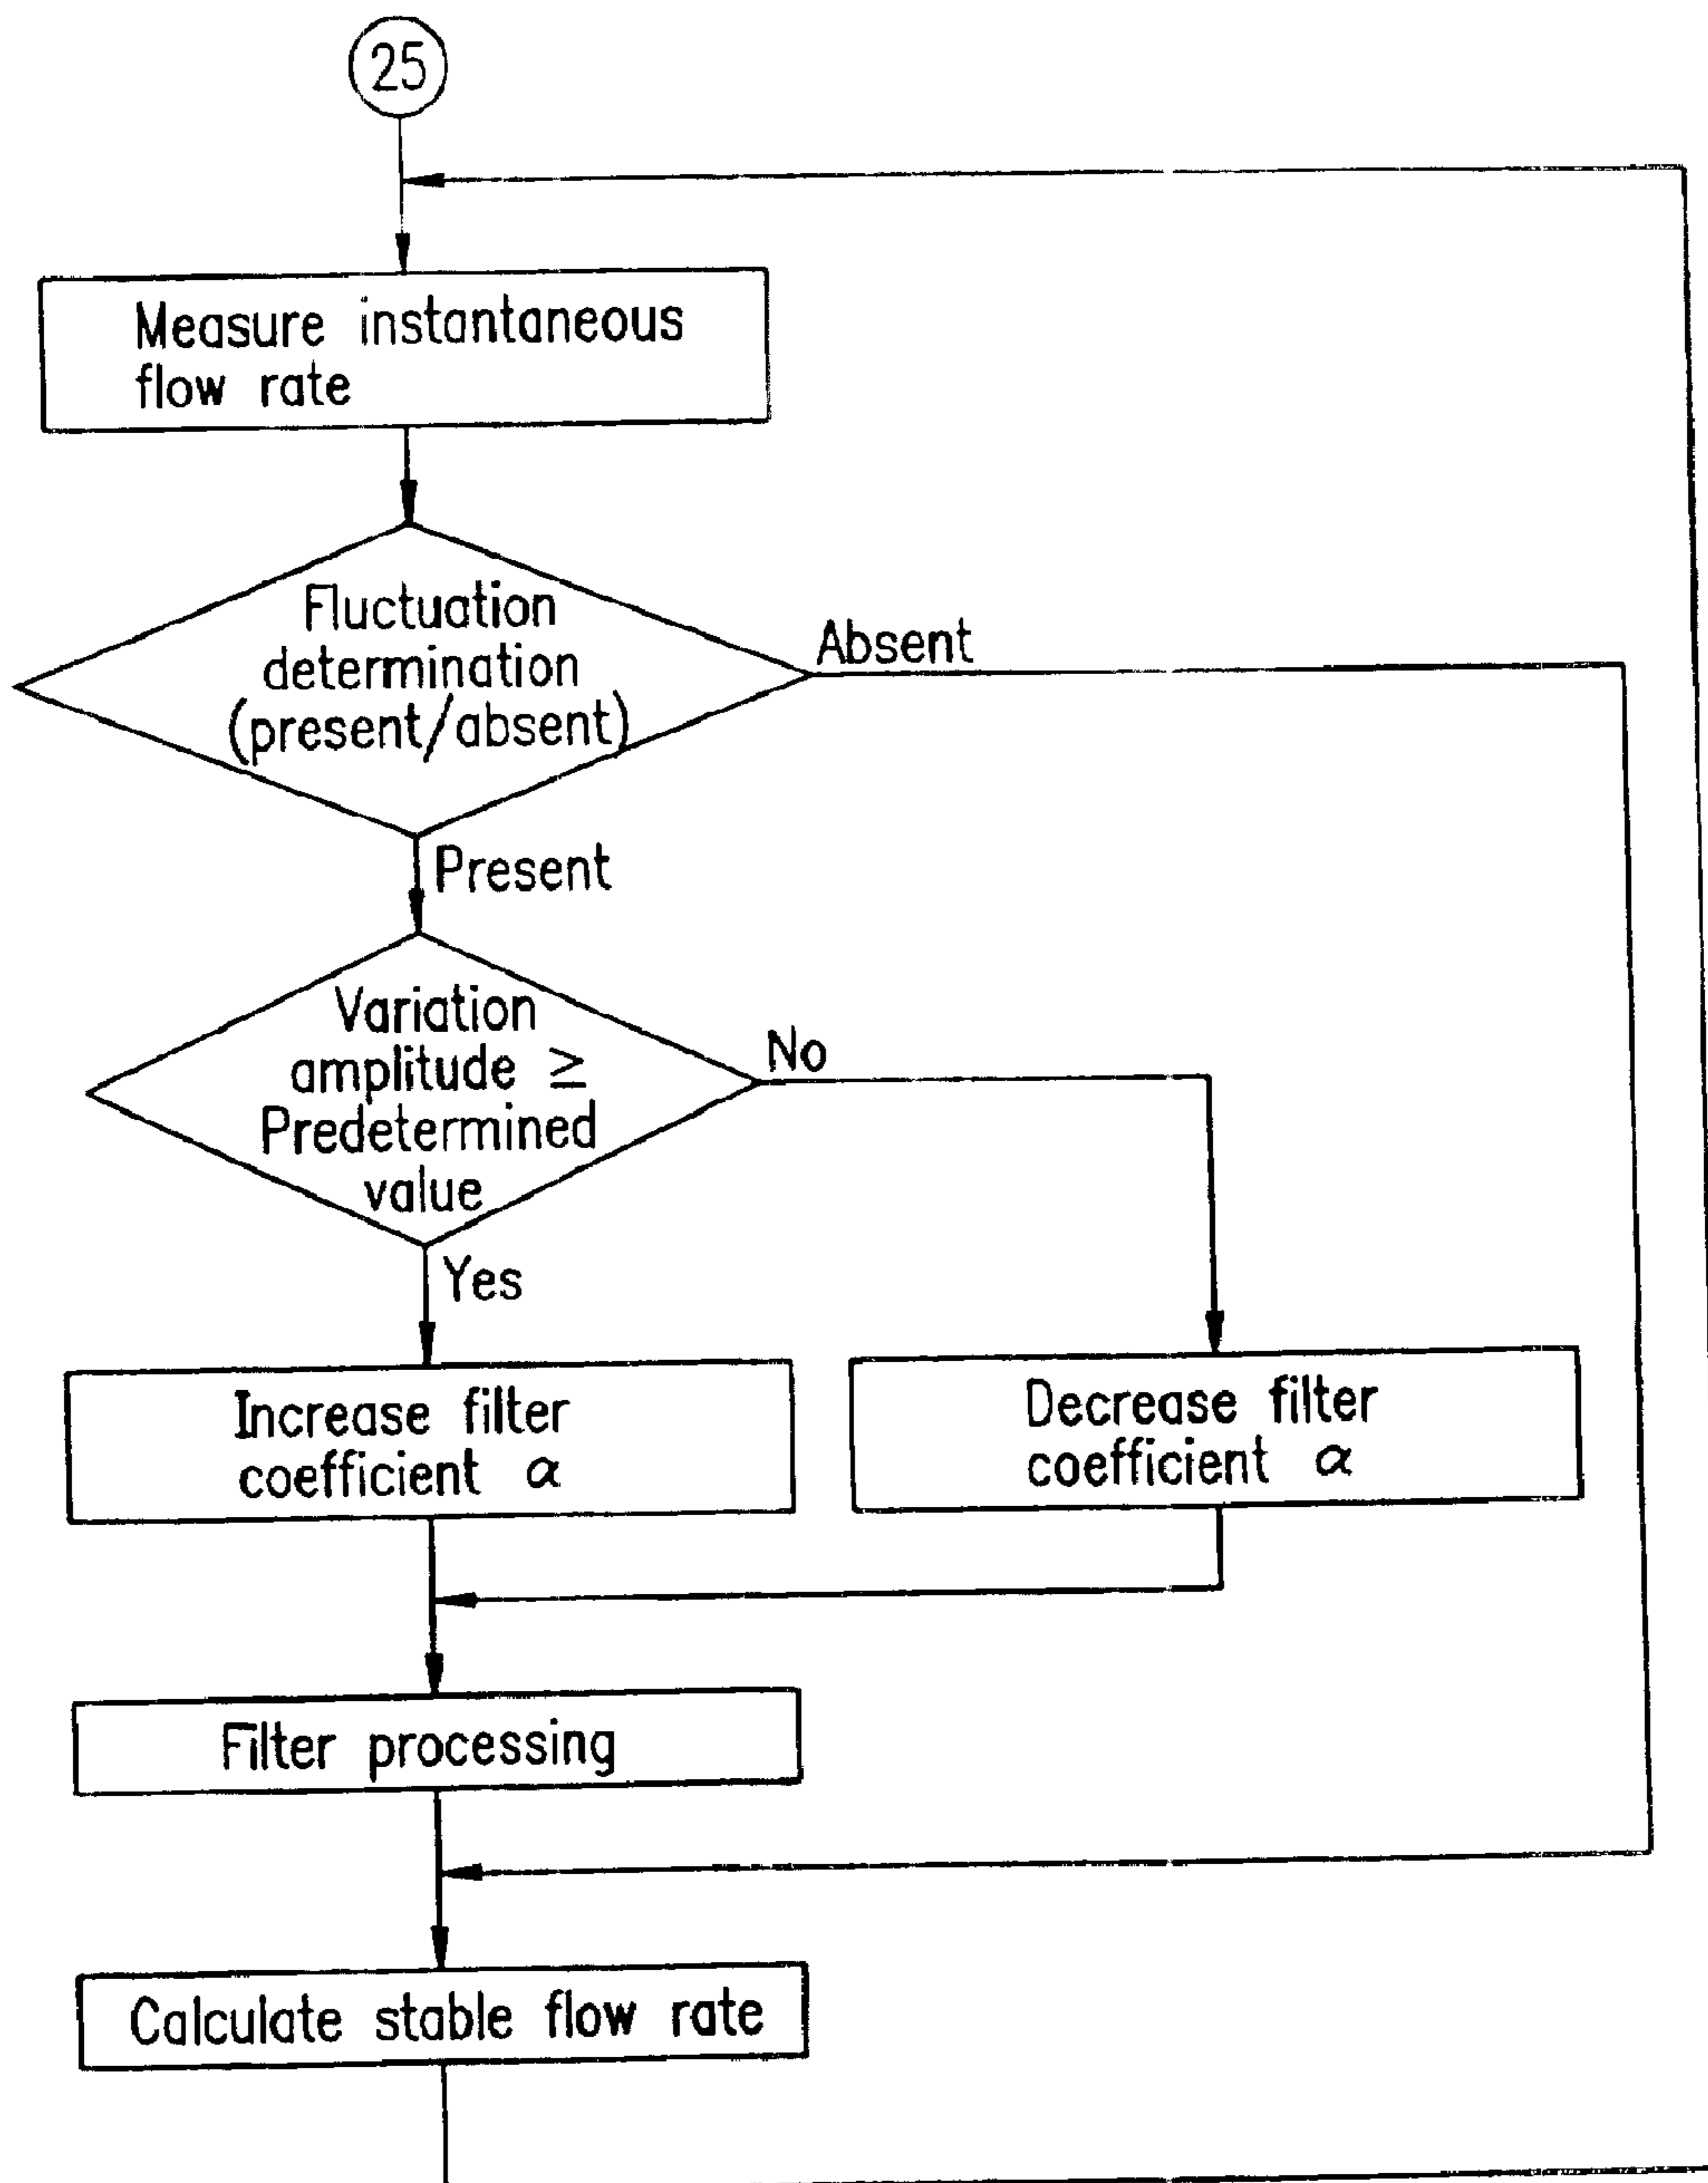 25
Measure instantaneous
flow rate
Fluctuation
determination
(present/absent)
Absent
Present
Variation
amplitude ≥
Predetermined
value
No
Yes
Increase filter
coefficient α
Decrease filter
coefficient α
Filter processing
Calculate stable flow rate